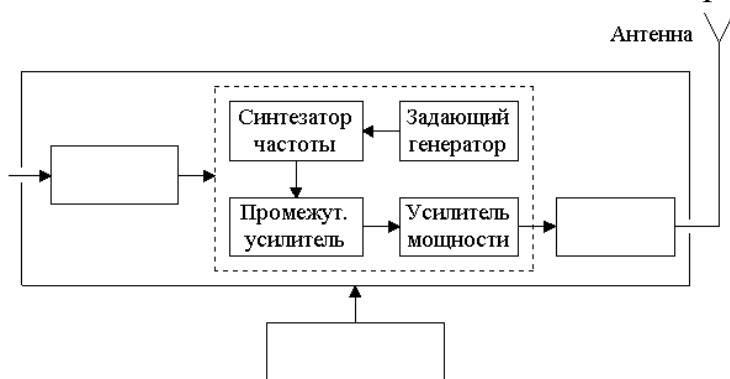 Антенна
Синтезатор
частоты
Задающий
генератор
Промежут.
усилитель
Усилитель
мощности